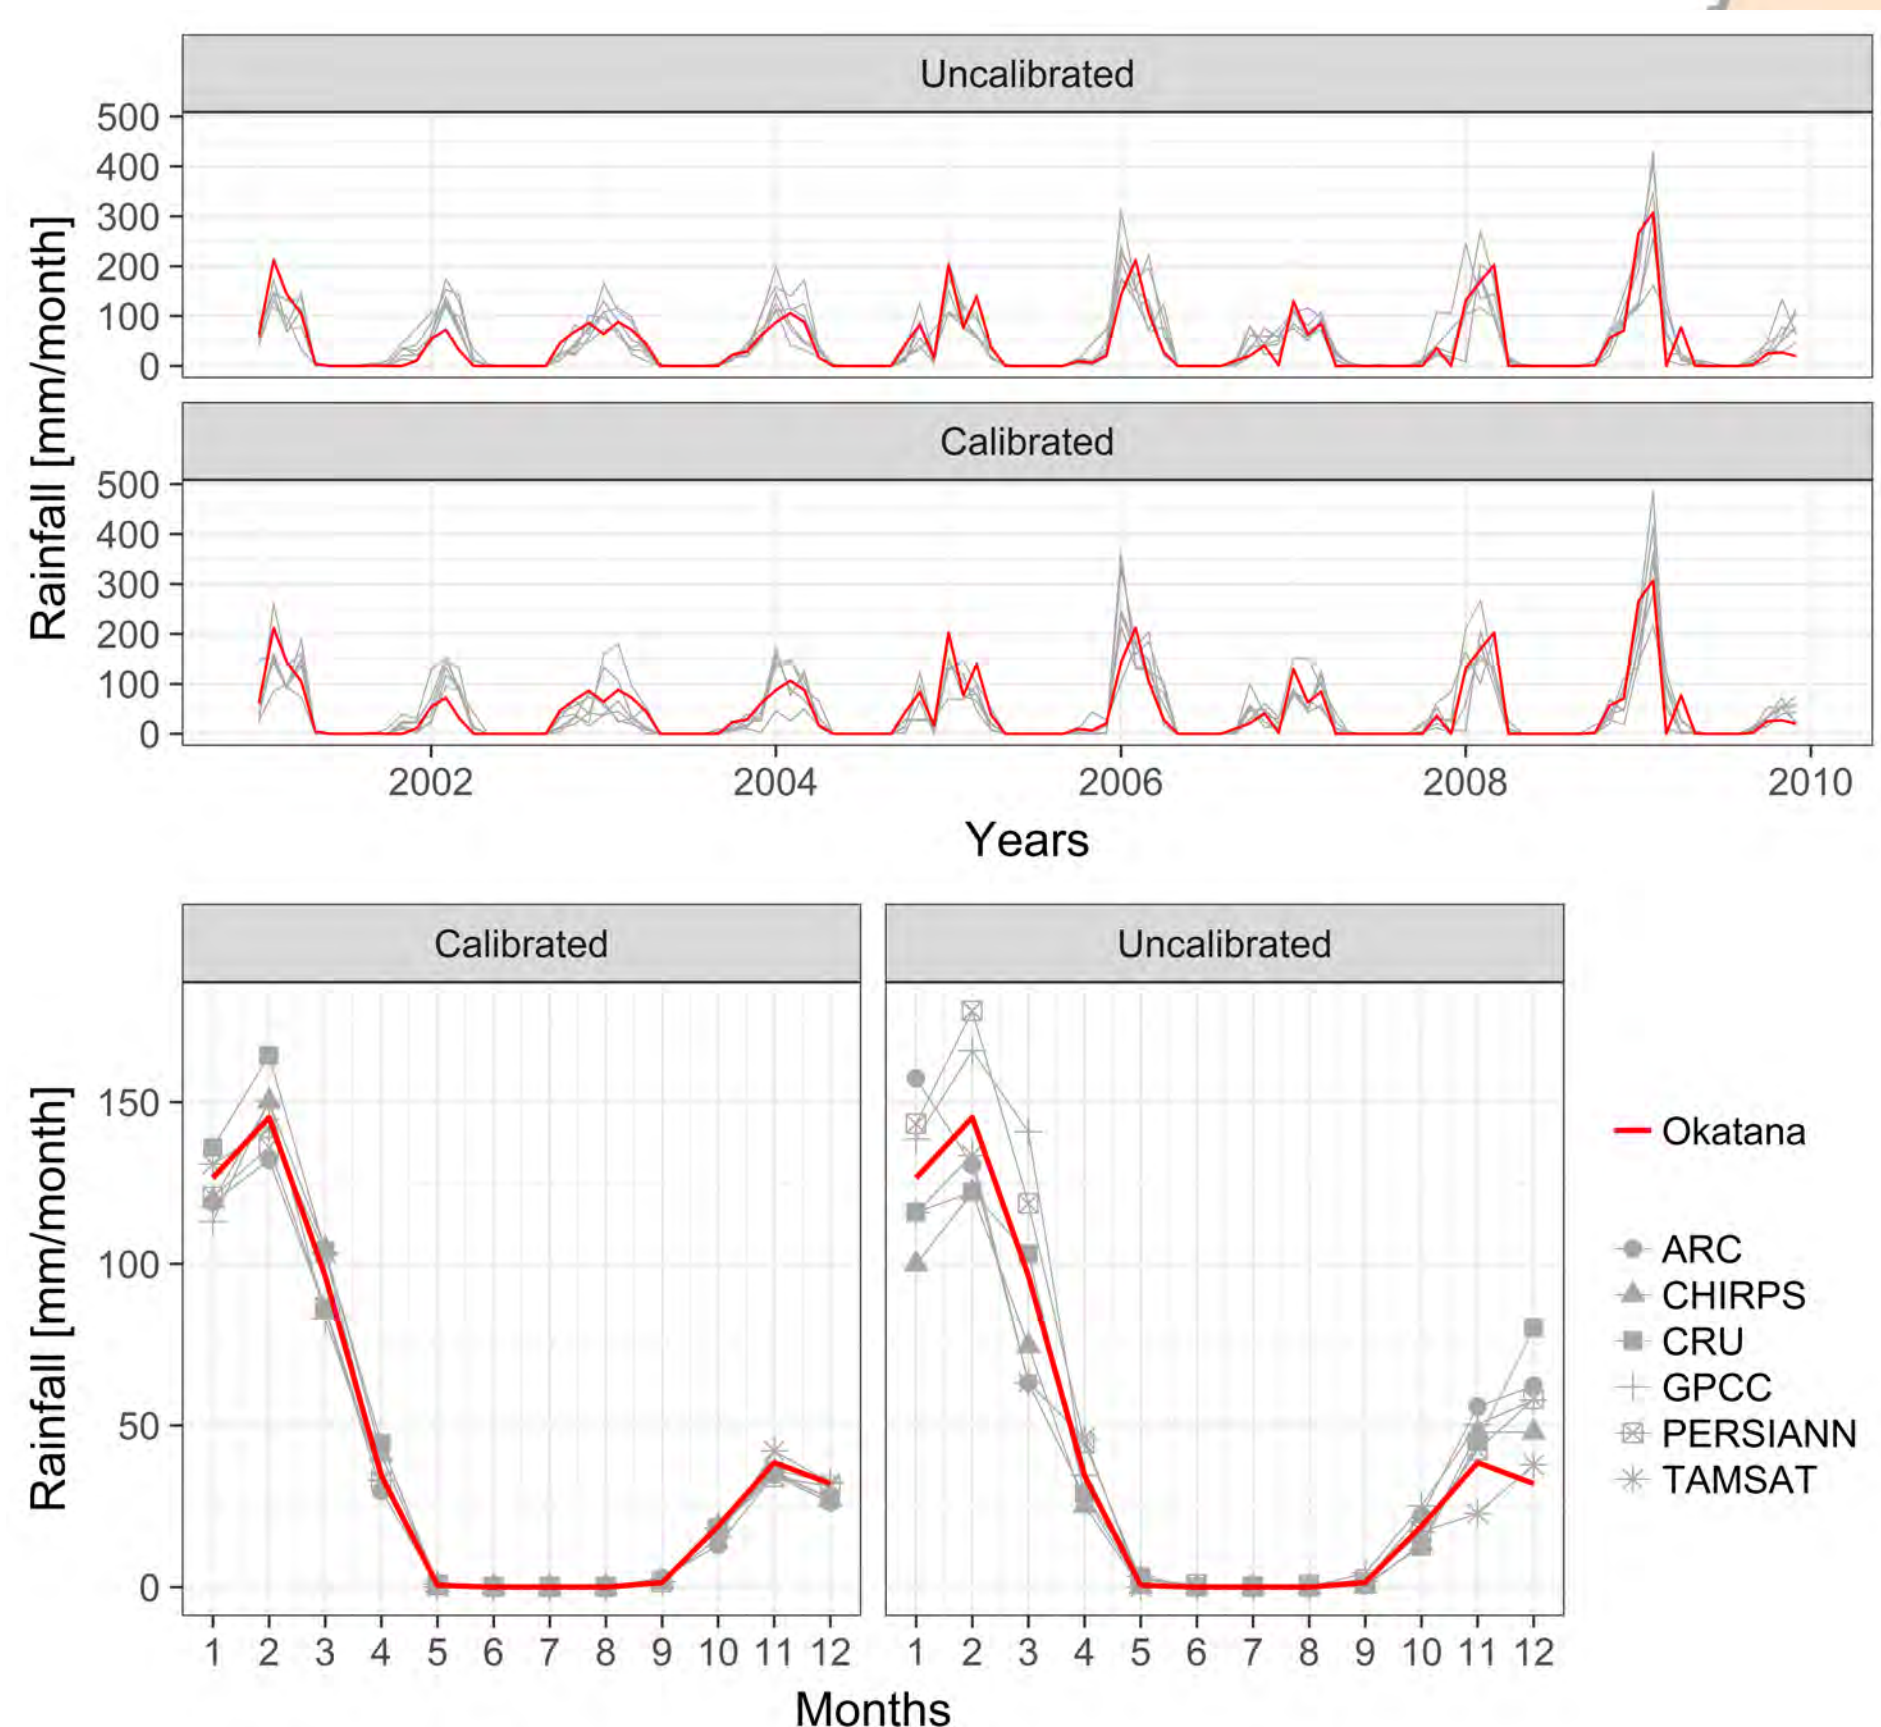 Uncalibrated
500
400
300
200
100
0
Calibrated
500
400
300
200
100
0
Rainfall [mm/month]
2002 2004 2006 2008 2010
Years
Calibrated Uncalibrated
150
100
50
0
Rainfall [mm/month]
1 2 3 4 5 6 7 8 9 10 11 12 1 2 3 4 5 6 7 8 9 10 11 12
Months
Okatana
ARC
CHIRPS
CRU
GPCC
PERSIANN
TAMSAT